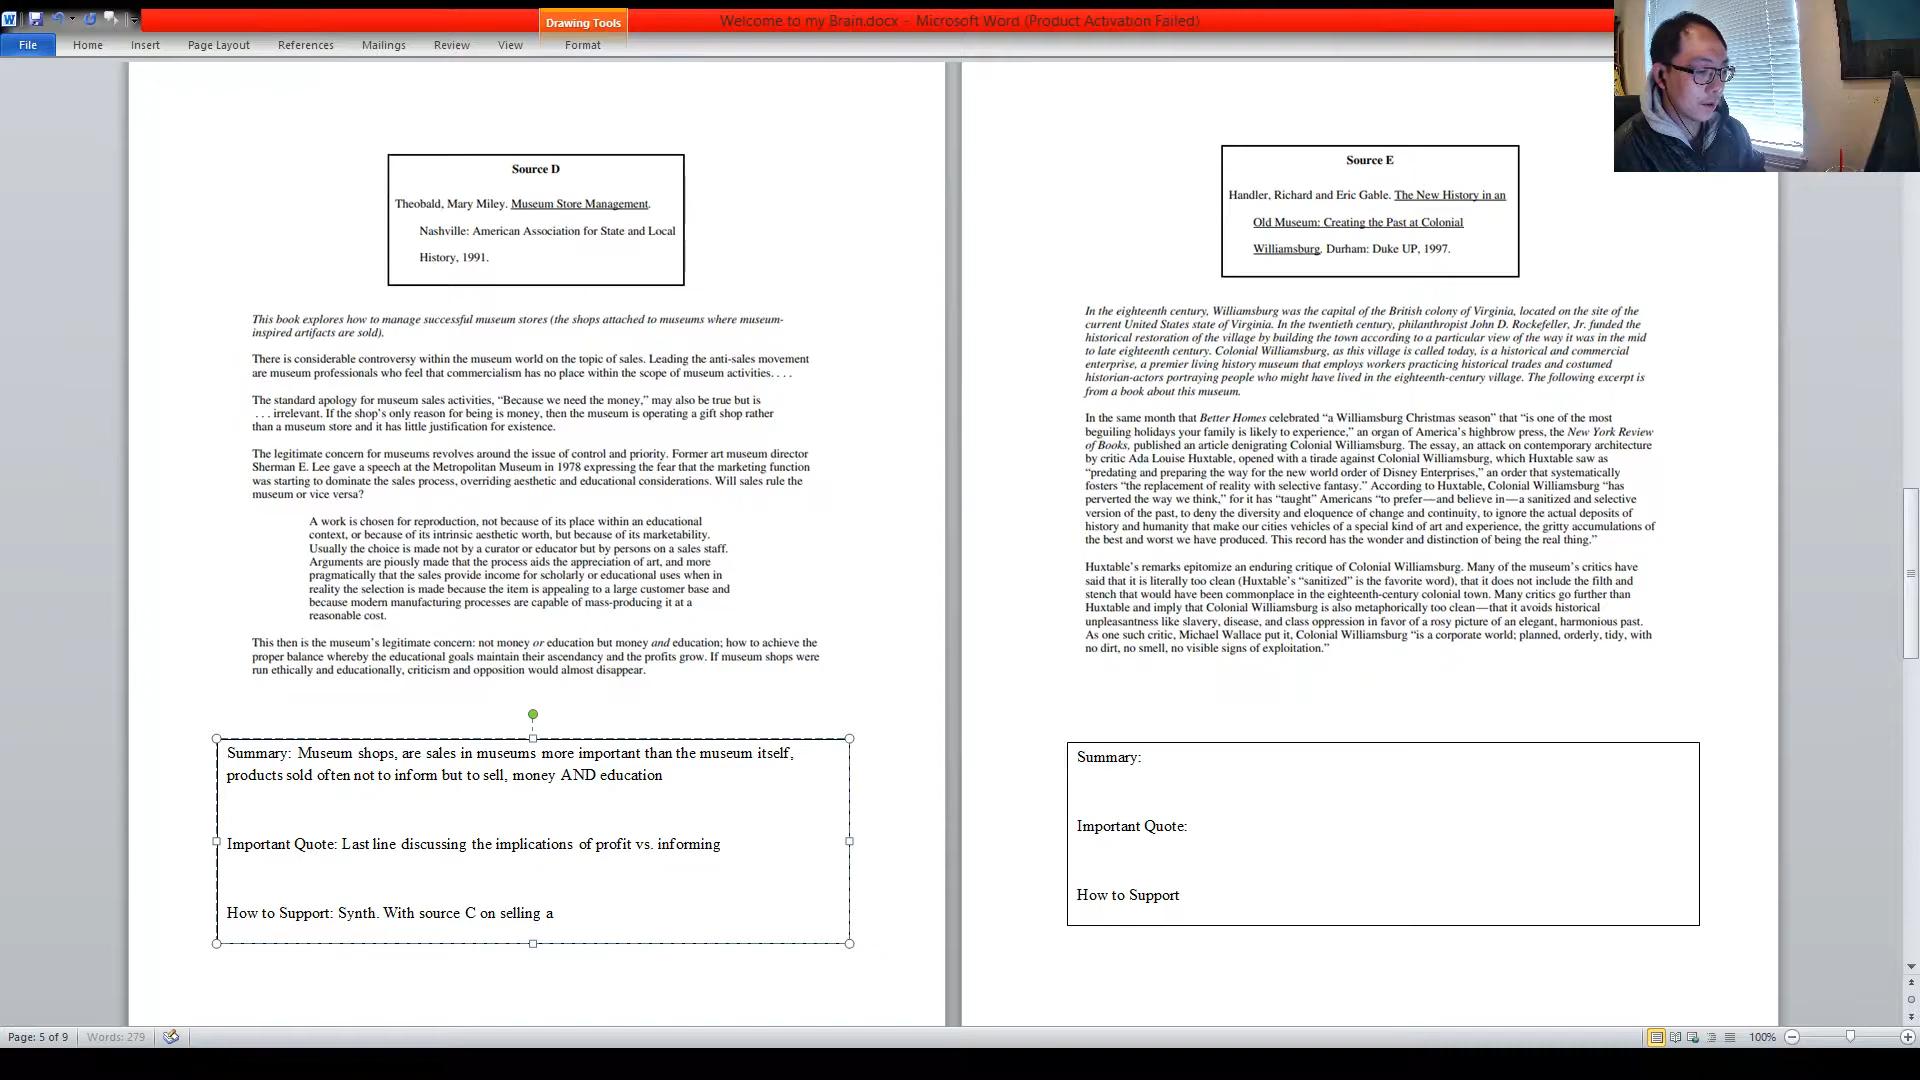 Drawing Tools
Welcome to my Brain.docx - Microsoft Word (Product Activation Failed)
File Home Insert Page Layout References Mailings Review View Format
Source D
Theobald, Mary Miley. Museum Store Management.
Nashville: American Association for State and Local
History, 1991.
This book explores how to manage successful museum stores (the shops attached to museums where museum-
inspired artifacts are sold).
There is considerable controversy within the museum world on the topic of sales. Leading the anti-sales movement
are museum professionals who feel that commercialism has no place within the scope of museum activities. . . .
The standard apology for museum sales activities, “Because we need the money,” may also be true but is
. . . irrelevant. If the shop’s only reason for being is money, then the museum is operating a gift shop rather
than a museum store and it has little justification for existence.
The legitimate concern for museums revolves around the issue of control and priority. Former art museum director
Sherman E. Lee gave a speech at the Metropolitan Museum in 1978 expressing the fear that the marketing function
was starting to dominate the sales process, overriding aesthetic and educational considerations. Will sales rule the
museum or vice versa?
A work is chosen for reproduction, not because of its place within an educational
context, or because of its intrinsic aesthetic worth, but because of its marketability.
Usually the choice is made not by a curator or educator but by persons on a sales staff.
Arguments are piously made that the process aids the appreciation of art, and more
pragmatically that the sales provide income for scholarly or educational uses when in
reality the selection is made because the item is appealing to a large customer base and
because modern manufacturing processes are capable of mass-producing it at a
reasonable cost.
This then is the museum’s legitimate concern: not money or education but money and education; how to achieve the
proper balance whereby the educational goals maintain their ascendancy and the profits grow. If museum shops were
run ethically and educationally, criticism and opposition would almost disappear.
Summary: Museum shops, are sales in museums more important than the museum itself,
products sold often not to inform but to sell, money AND education
Important Quote: Last line discussing the implications of profit vs. informing
How to Support: Synth. With source C on selling a
Source E
Handler, Richard and Eric Gable. The New History in an
Old Museum: Creating the Past at Colonial
Williamsburg. Durham: Duke UP, 1997.
In the eighteenth century, Williamsburg was the capital of the British colony of Virginia, located on the site of the
current United States state of Virginia. In the twentieth century, philanthropist John D. Rockefeller, Jr. funded the
historical restoration of the village by building the town according to a particular view of the way it was in the mid
to late eighteenth century. Colonial Williamsburg, as this village is called today, is a historical and commercial
enterprise, a premier living history museum that employs workers practicing historical trades and costumed
historian-actors portraying people who might have lived in the eighteenth-century village. The following excerpt is
from a book about this museum.
In the same month that Better Homes celebrated “a Williamsburg Christmas season” that “is one of the most
beguiling holidays your family is likely to experience,” an organ of America’s highbrow press, the New York Review
of Books, published an article denigrating Colonial Williamsburg. The essay, an attack on contemporary architecture
by critic Ada Louise Huxtable, opened with a tirade against Colonial Williamsburg, which Huxtable saw as
“predating and preparing the way for the new world order of Disney Enterprises,” an order that systematically
fosters “the replacement of reality with selective fantasy.” According to Huxtable, Colonial Williamsburg “has
perverted the way we think,” for it has “taught” Americans “to prefer—and believe in—a sanitized and selective
version of the past, to deny the diversity and eloquence of change and continuity, to ignore the actual deposits of
history and humanity that make our cities vehicles of a special kind of art and experience, the gritty accumulations of
the best and worst we have produced. This record has the wonder and distinction of being the real thing.”
Huxtable’s remarks epitomize an enduring critique of Colonial Williamsburg. Many of the museum’s critics have
said that it is literally too clean (Huxtable’s “sanitized” is the favorite word), that it does not include the filth and
stench that would have been commonplace in the eighteenth-century colonial town. Many critics go further than
Huxtable and imply that Colonial Williamsburg is also metaphorically too clean—that it avoids historical
unpleasantness like slavery, disease, and class oppression in favor of a rosy picture of an elegant, harmonious past.
As one such critic, Michael Wallace put it, Colonial Williamsburg “is a corporate world; planned, orderly, tidy, with
no dirt, no smell, no visible signs of exploitation.”
Summary:
Important Quote:
How to Support
Page: 5 of 9 Words: 279 100%